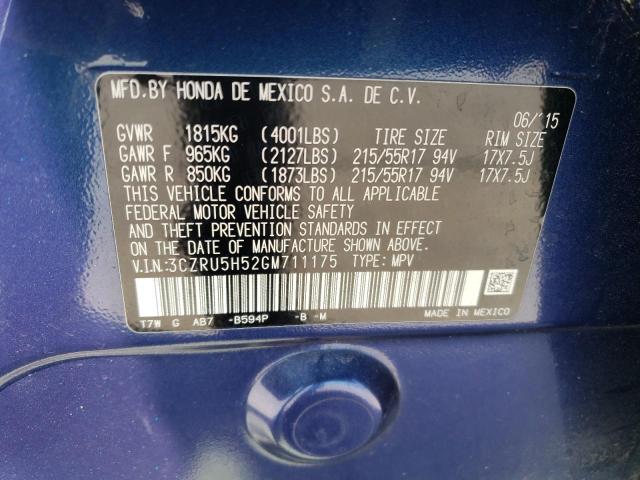 MFD.BY HONDA DE MEXICO S.A. DE C.V.
06/'15
GVWR 1815KG (4001LBS) TIRE SIZE RIM SIZE
GAWR F 965KG (2127LBS) 215/55R17 94V 17X7.5J
GAWR R 850KG (1873LBS) 215/55R17 94V 17X7.5J
THIS VEHICLE CONFORMS TO ALL APPLICABLE
FEDERAL MOTOR VEHICLE SAFETY
AND THEFT PREVENTION STANDARDS IN EFFECT
ON THE DATE OF MANUFACTURE SHOWN ABOVE.
V.I.N:3CZRU5H52GM711175 TYPE: MPV
T7W G AB7 -B594P -B -M
MADE IN MEXICO